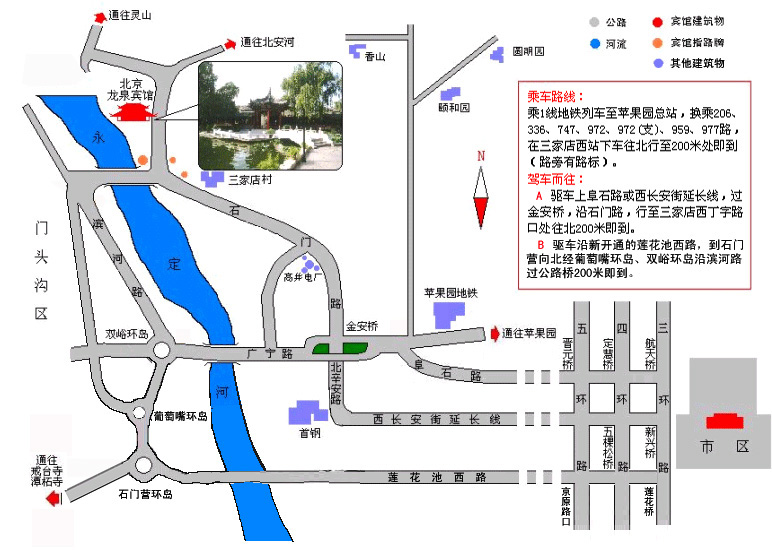 通往灵山
通往北安河
北京
龙泉宾馆
香山
圆明园
颐和园
公路
河流
宾馆建筑物
宾馆指路牌
其他建筑物
乘车路线：
乘1线地铁列车至苹果园总站，换乘206、
336、747、972、972(支)、959、977路，
在三家店西站下车往北行至200米处即到
（路旁有路标）。
驾车而往：
A 驱车上阜石路或西长安街延长线，过
金安桥，沿石门路，行至三家店西丁字路
口处往北200米即到。
B 驱车沿新开通的莲花池西路，到石门
营向北经葡萄嘴环岛、双峪环岛沿滨河路
过公路桥200米即到。
N
永定河
三家店村
石门路
门头沟区
滨河路
高井电厂
苹果园地铁
金安桥
通往苹果园
双峪环岛
广宁路
阜石路
北辛安路
葡萄嘴环岛
首钢
西长安街延长线
通往
戒台寺
潭柘寺
石门营环岛
莲花池西路
五环路
四环路
三环路
晋元桥
定慧桥
航天桥
五棵松桥
新兴桥
京原路口
莲花桥
市区